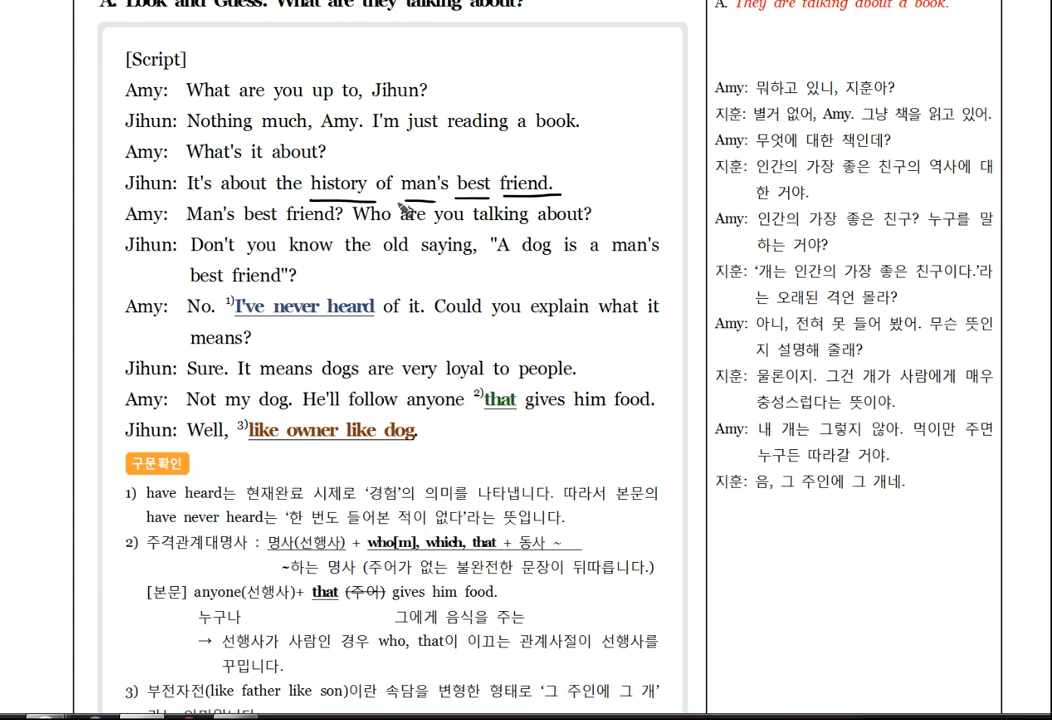 A. Look and Guess. What are they talking about?
[Script]
Amy: What are you up to, Jihun?
Jihun: Nothing much, Amy. I'm just reading a book.
Amy: What's it about?
Jihun: It's about the history of man's best friend.
Amy: Man's best friend? Who are you talking about?
Jihun: Don't you know the old saying, "A dog is a man's
best friend"?
Amy: No. 1)I've never heard of it. Could you explain what it
means?
Jihun: Sure. It means dogs are very loyal to people.
Amy: Not my dog. He'll follow anyone 2)that gives him food.
Jihun: Well, 3)like owner like dog.
구문확인
1) have heard는 현재완료 시제로 ‘경험’의 의미를 나타냅니다. 따라서 본문의
have never heard는 ‘한 번도 들어본 적이 없다’라는 뜻입니다.
2) 주격관계대명사 : 명사(선행사) + who[m], which, that + 동사 ~
~하는 명사 (주어가 없는 불완전한 문장이 뒤따릅니다.)
[본문] anyone(선행사)+ that (주어) gives him food.
누구나 그에게 음식을 주는
→ 선행사가 사람인 경우 who, that이 이끄는 관계사절이 선행사를
꾸밉니다.
3) 부전자전(like father like son)이란 속담을 변형한 형태로 ‘그 주인에 그 개’
A. They are talking about a book.
Amy: 뭐하고 있니, 지훈아?
지훈: 별거 없어, Amy. 그냥 책을 읽고 있어.
Amy: 무엇에 대한 책인데?
지훈: 인간의 가장 좋은 친구의 역사에 대
한 거야.
Amy: 인간의 가장 좋은 친구? 누구를 말
하는 거야?
지훈: ‘개는 인간의 가장 좋은 친구이다.’라
는 오래된 격언 몰라?
Amy: 아니, 전혀 못 들어 봤어. 무슨 뜻인
지 설명해 줄래?
지훈: 물론이지. 그건 개가 사람에게 매우
충성스럽다는 뜻이야.
Amy: 내 개는 그렇지 않아. 먹이만 주면
누구든 따라갈 거야.
지훈: 음, 그 주인에 그 개네.